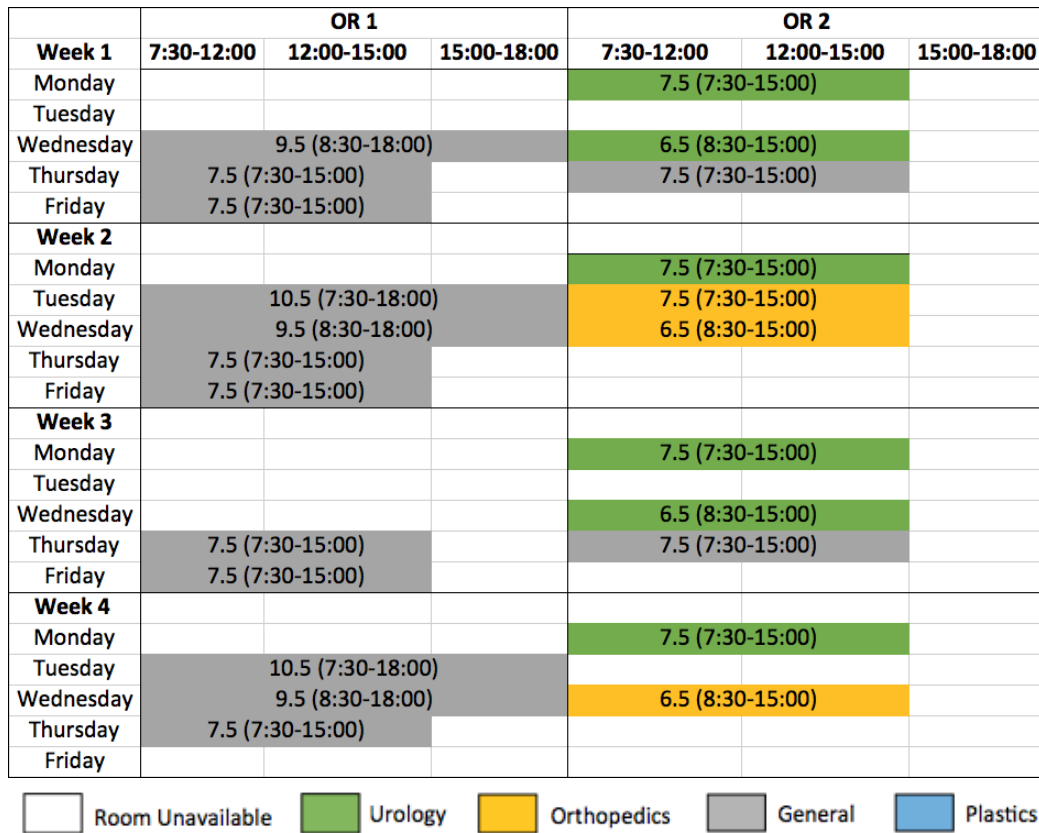 OR 1 OR 2
Week 1 7:30-12:00 12:00-15:00 15:00-18:00 7:30-12:00 12:00-15:00 15:00-18:00
Monday 7.5 (7:30-15:00)
Tuesday
Wednesday 9.5 (8:30-18:00) 6.5 (8:30-15:00)
Thursday 7.5 (7:30-15:00) 7.5 (7:30-15:00)
Friday 7.5 (7:30-15:00)
Week 2
Monday 7.5 (7:30-15:00)
Tuesday 10.5 (7:30-18:00) 7.5 (7:30-15:00)
Wednesday 9.5 (8:30-18:00) 6.5 (8:30-15:00)
Thursday 7.5 (7:30-15:00)
Friday 7.5 (7:30-15:00)
Week 3
Monday 7.5 (7:30-15:00)
Tuesday
Wednesday 6.5 (8:30-15:00)
Thursday 7.5 (7:30-15:00) 7.5 (7:30-15:00)
Friday 7.5 (7:30-15:00)
Week 4
Monday 7.5 (7:30-15:00)
Tuesday 10.5 (7:30-18:00)
Wednesday 9.5 (8:30-18:00) 6.5 (8:30-15:00)
Thursday 7.5 (7:30-15:00)
Friday
Room Unavailable Urology Orthopedics General Plastics